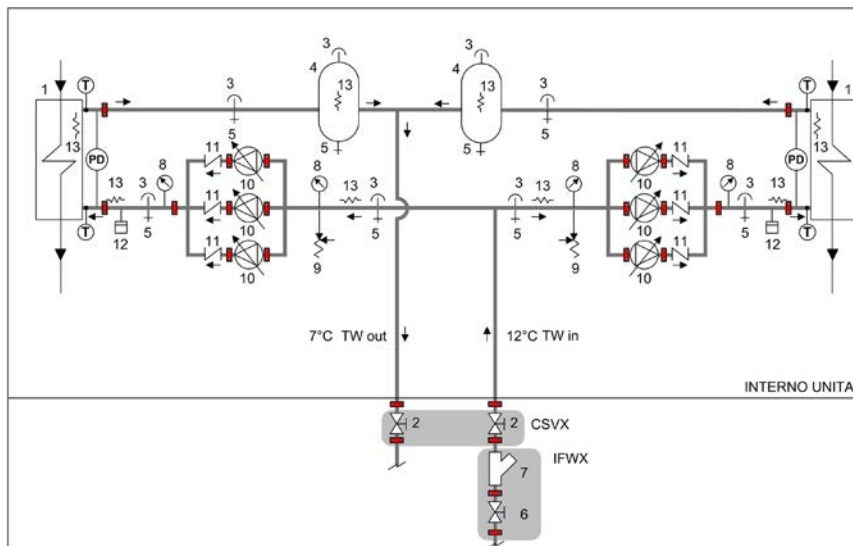 3 3
1 T 4 4 T 1
3 13 13 3
13 5 5 5 5 13
PD 11 11 PD
8 10 8 8 10 8
13 3 11 13 3 3 13 11 3 13
12 5 10 5 5 10 5 12
T 11 9 9 11 T
10 10
7°C TW out 12°C TW in
INTERNO UNITA'
2 2 CSVX
IFWX
7
6